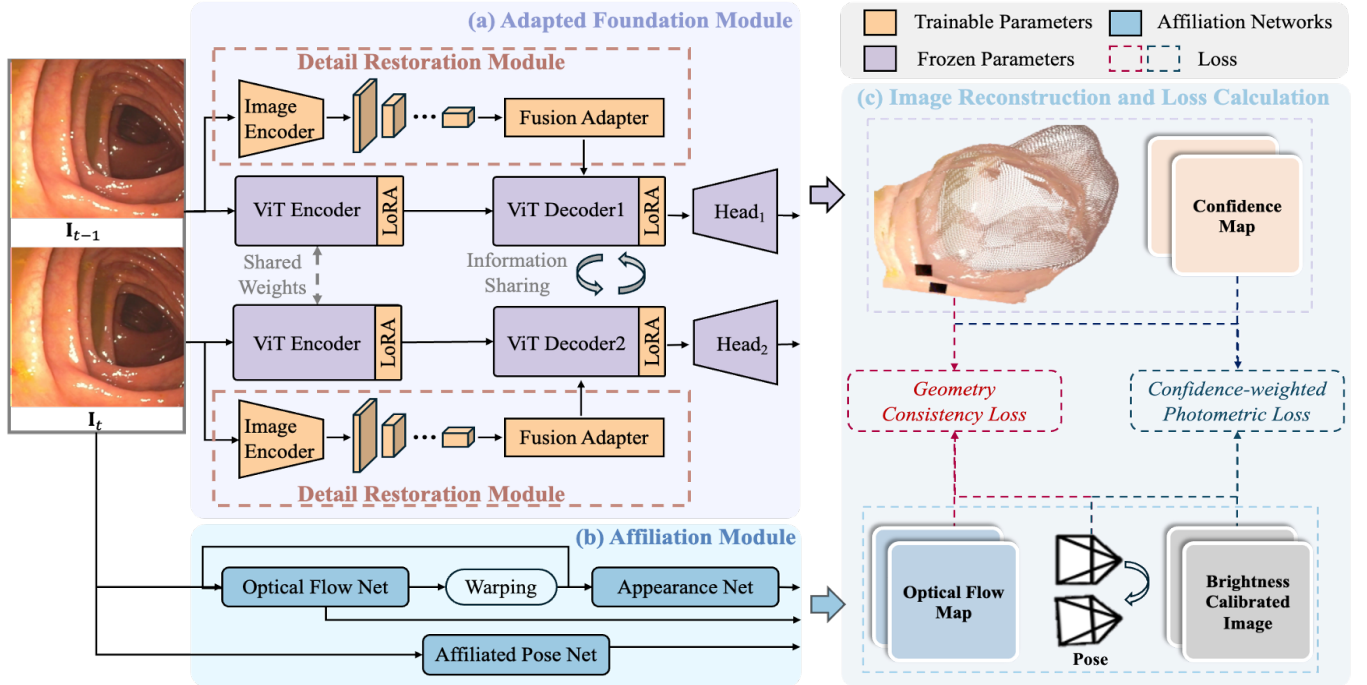 (a) Adapted Foundation Module
Detail Restoration Module
Image
Encoder
Fusion Adapter
ViT Encoder
LoRA
ViT Decoder1
LoRA
Head₁
I_{t−1}
Shared
Weights
Information
Sharing
ViT Encoder
LoRA
ViT Decoder2
LoRA
Head₂
Image
Encoder
Fusion Adapter
Detail Restoration Module
I_t
(b) Affiliation Module
Optical Flow Net
Warping
Appearance Net
Affiliated Pose Net
Trainable Parameters
Affiliation Networks
Frozen Parameters
Loss
(c) Image Reconstruction and Loss Calculation
Confidence
Map
Geometry
Consistency Loss
Confidence-weighted
Photometric Loss
Optical Flow
Map
Pose
Brightness
Calibrated
Image